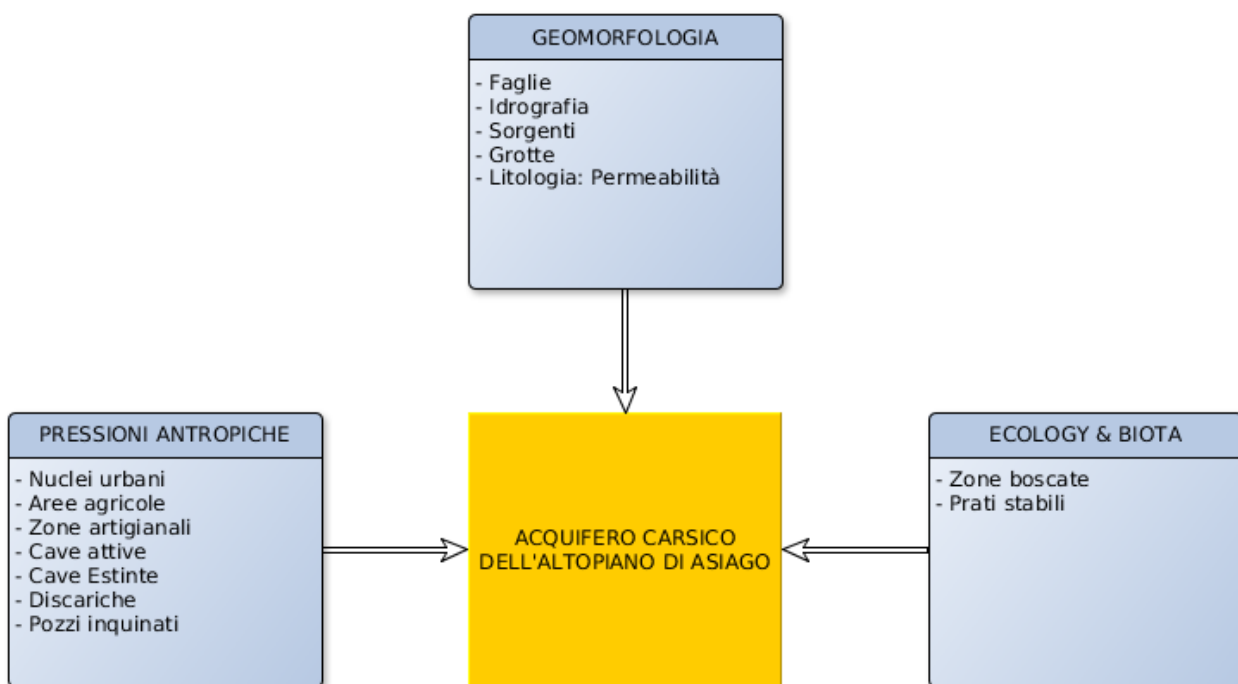 GEOMORFOLOGIA
- Faglie
- Idrografia
- Sorgenti
- Grotte
- Litologia: Permeabilità
PRESSIONI ANTROPICHE
- Nuclei urbani
- Aree agricole
- Zone artigianali
- Cave attive
- Cave Estinte
- Discariche
- Pozzi inquinati
ACQUIFERO CARSICO
DELL'ALTOPIANO DI ASIAGO
ECOLOGY & BIOTA
- Zone boscate
- Prati stabili